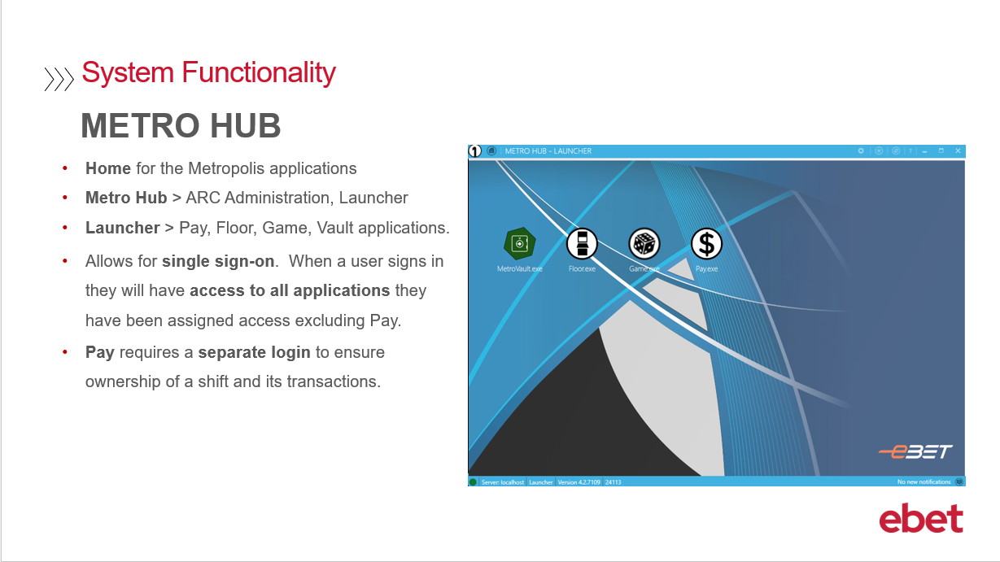 System Functionality
METRO HUB
• Home for the Metropolis applications
• Metro Hub > ARC Administration, Launcher
• Launcher > Pay, Floor, Game, Vault applications.
• Allows for single sign-on.  When a user signs in
they will have access to all applications they
have been assigned access excluding Pay.
• Pay requires a separate login to ensure
ownership of a shift and its transactions.
METRO HUB - LAUNCHER
MetroVault.exe Floor.exe Game.exe Pay.exe
eBET
Server: localhost Launcher Version 4.2.7109 24113 No new notifications
ebet